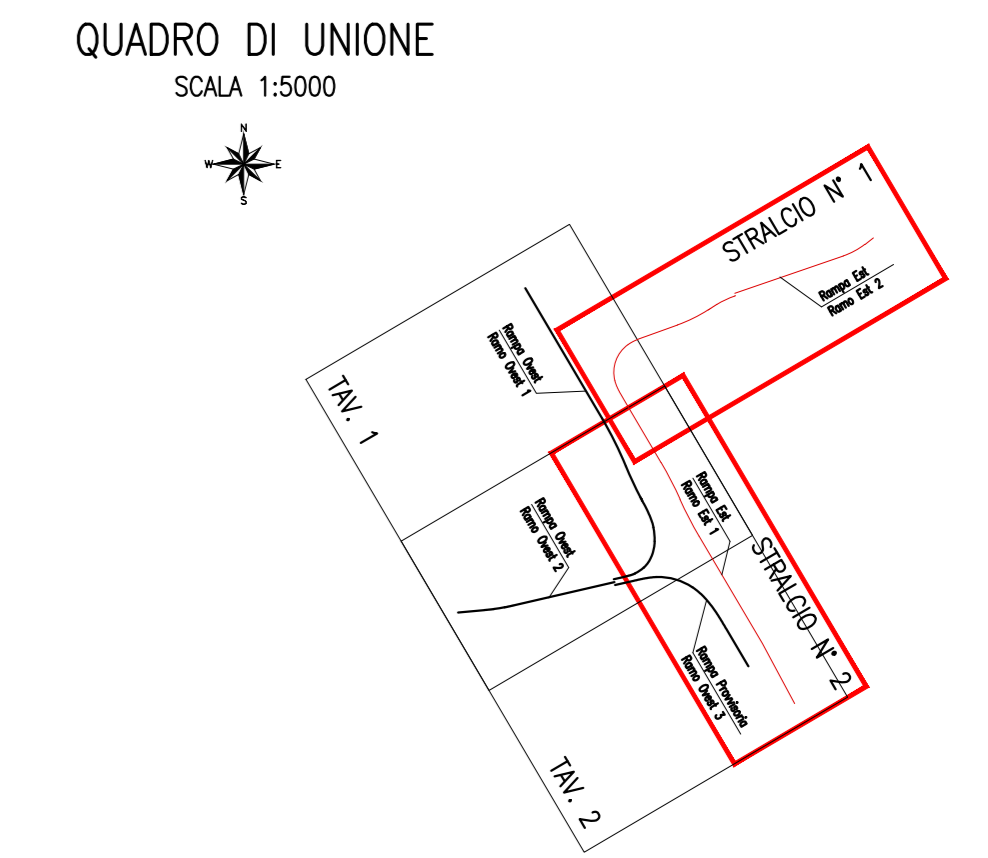 QUADRO DI UNIONE
SCALA 1:5000
N
W E
S
STRALCIO N° 1
Rampa Est
Ramo Est 2
Rampa Ovest
Ramo Ovest 1
TAV. 1
Rampa Est
Ramo Est 1
Rampa Ovest
Ramo Ovest 2
STRALCIO N° 2
Rampa Provvisoria
Ramo Ovest 3
TAV. 2